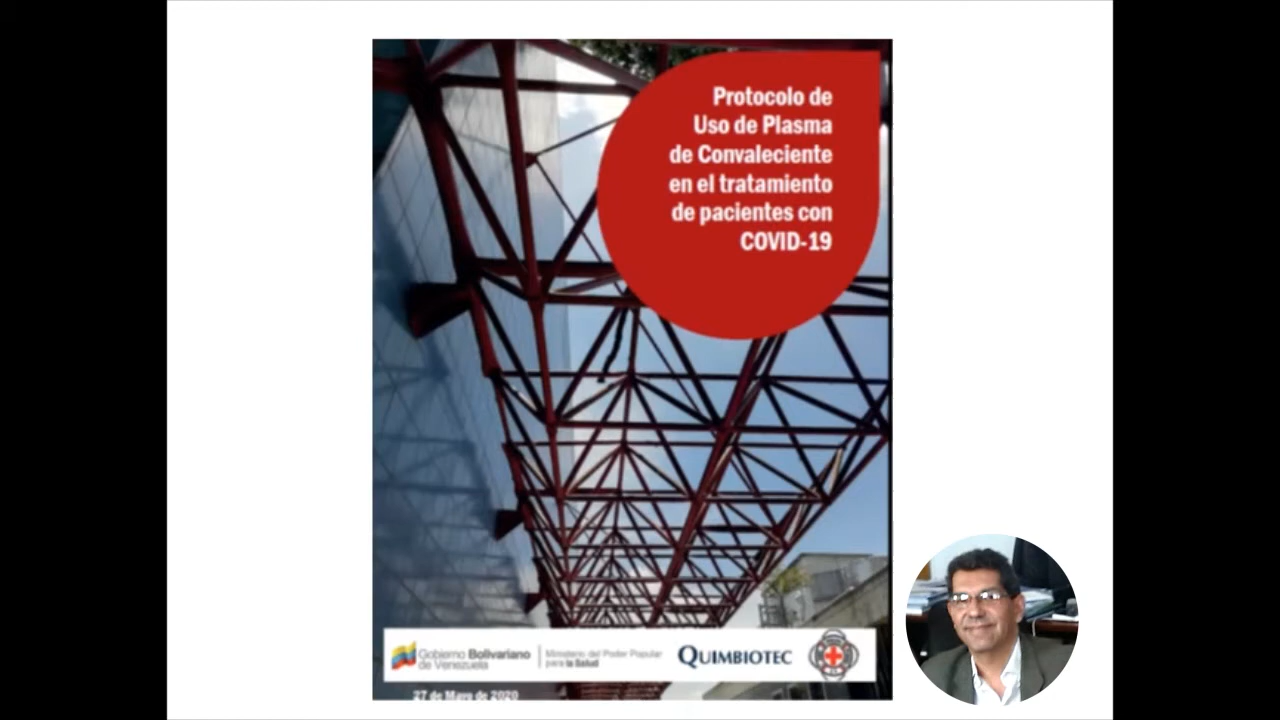 Protocolo de
Uso de Plasma
de Convaleciente
en el tratamiento
de pacientes con
COVID-19
Gobierno Bolivariano
de Venezuela
Ministerio del Poder Popular
para la Salud
QUIMBIOTEC
27 de Mayo de 2020